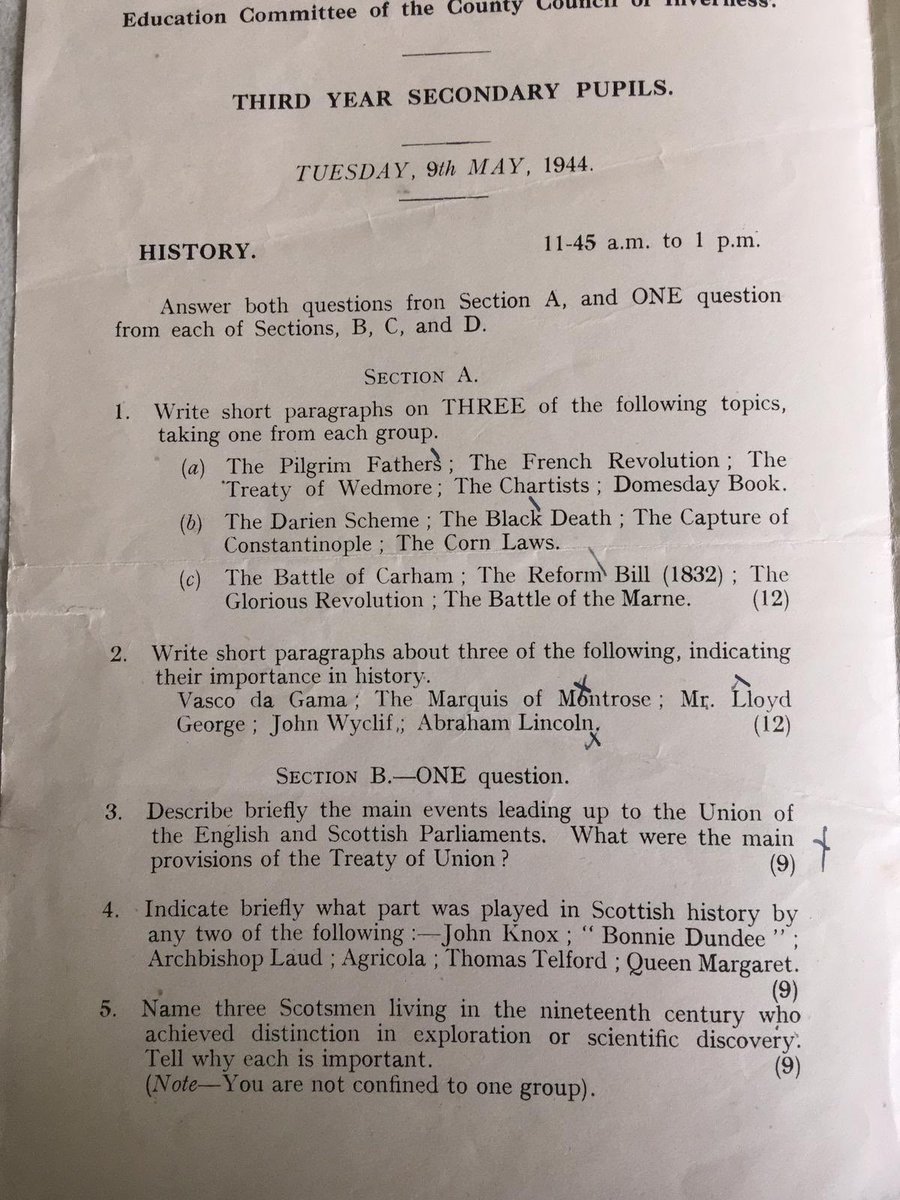 Education Committee of the County Council of Inverness.
THIRD YEAR SECONDARY PUPILS.
TUESDAY, 9th MAY, 1944.
HISTORY. 11-45 a.m. to 1 p.m.
Answer both questions fron Section A, and ONE question
from each of Sections, B, C, and D.
SECTION A.
1. Write short paragraphs on THREE of the following topics,
taking one from each group.
(a) The Pilgrim Fathers ; The French Revolution ; The
Treaty of Wedmore ; The Chartists ; Domesday Book.
(b) The Darien Scheme ; The Black Death ; The Capture of
Constantinople ; The Corn Laws.
(c) The Battle of Carham ; The Reform Bill (1832) ; The
Glorious Revolution ; The Battle of the Marne. (12)
2. Write short paragraphs about three of the following, indicating
their importance in history.
Vasco da Gama ; The Marquis of Montrose ; Mr. Lloyd
George ; John Wyclif,; Abraham Lincoln. (12)
SECTION B.—ONE question.
3. Describe briefly the main events leading up to the Union of
the English and Scottish Parliaments. What were the main
provisions of the Treaty of Union ? (9)
4. Indicate briefly what part was played in Scottish history by
any two of the following :—John Knox ; " Bonnie Dundee " ;
Archbishop Laud ; Agricola ; Thomas Telford ; Queen Margaret.
(9)
5. Name three Scotsmen living in the nineteenth century who
achieved distinction in exploration or scientific discovery.
Tell why each is important. (9)
(Note—You are not confined to one group).